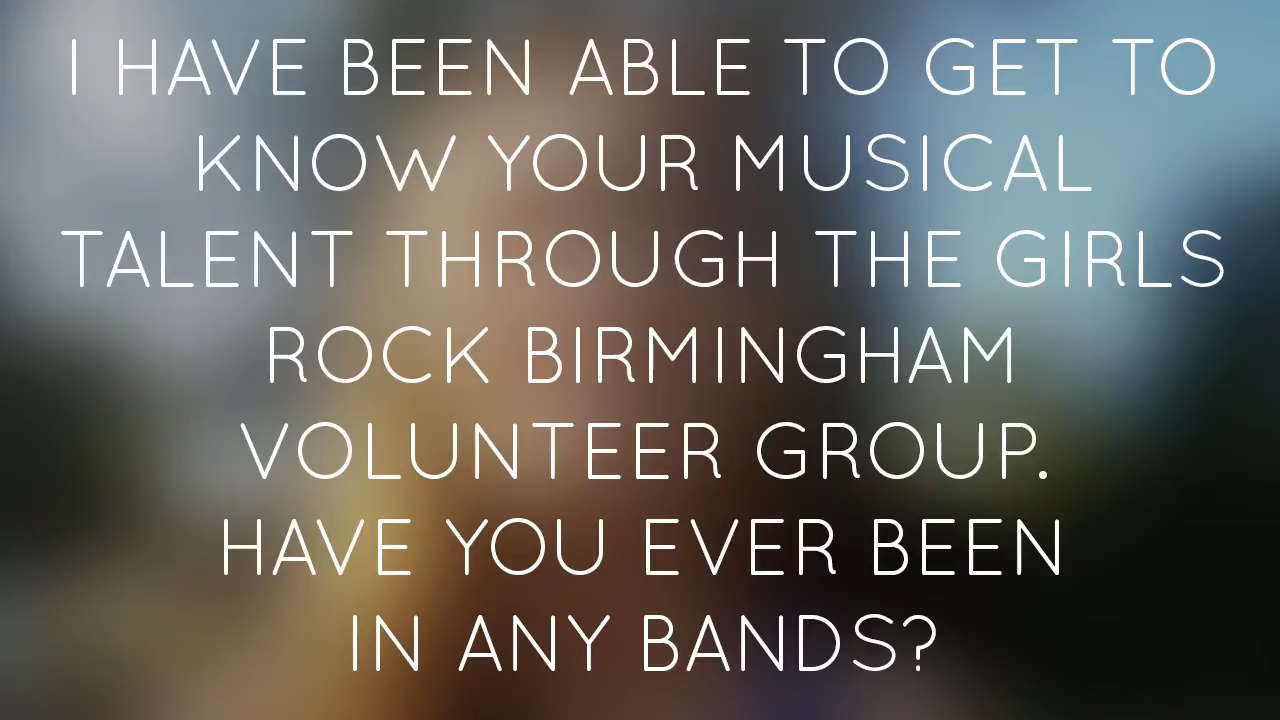 I HAVE BEEN ABLE TO GET TO
KNOW YOUR MUSICAL
TALENT THROUGH THE GIRLS
ROCK BIRMINGHAM
VOLUNTEER GROUP.
HAVE YOU EVER BEEN
IN ANY BANDS?